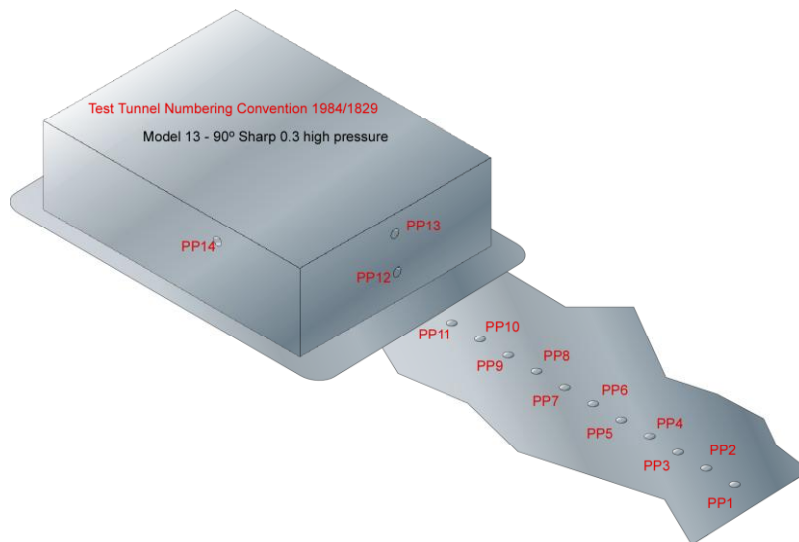 Test Tunnel Numbering Convention 1984/1829
Model 13 - 90º Sharp 0.3 high pressure
PP13
PP14
PP12
PP11
PP10
PP9
PP8
PP7
PP6
PP5
PP4
PP3
PP2
PP1